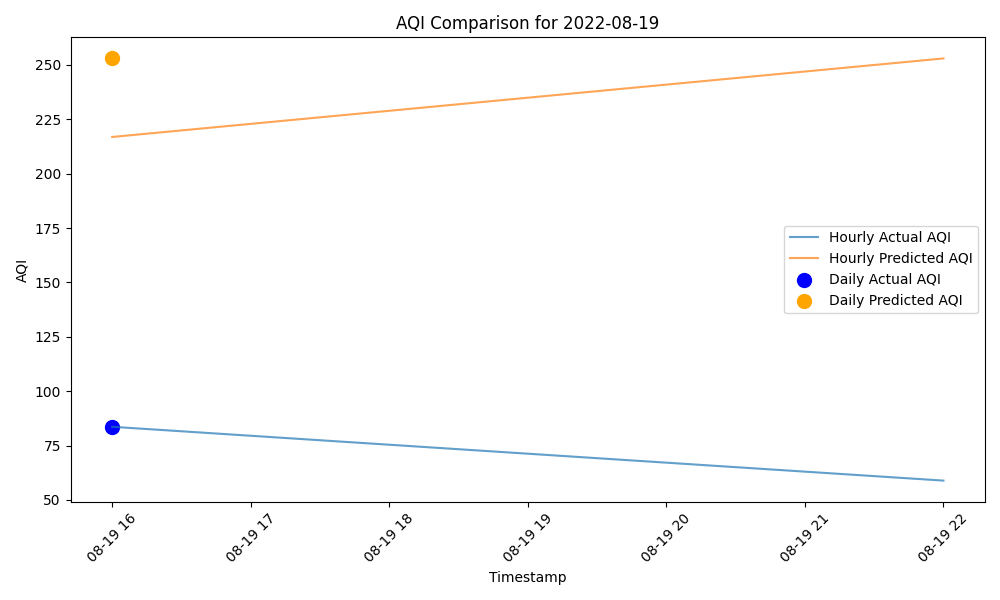 AQI Comparison for 2022-08-19
AQI
250
225
200
175
150
125
100
75
50
Hourly Actual AQI
Hourly Predicted AQI
Daily Actual AQI
Daily Predicted AQI
08-19 16
08-19 17
08-19 18
08-19 19
08-19 20
08-19 21
08-19 22
Timestamp